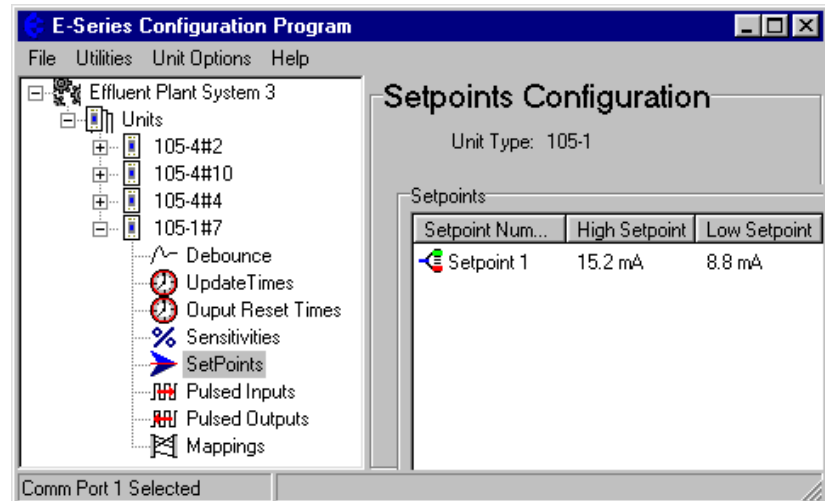 E-Series Configuration Program
File Utilities Unit Options Help
Effluent Plant System 3
Units
105-4#2
105-4#10
105-4#4
105-1#7
Debounce
UpdateTimes
Ouput Reset Times
Sensitivities
SetPoints
Pulsed Inputs
Pulsed Outputs
Mappings
Setpoints Configuration
Unit Type: 105-1
Setpoints
Setpoint Num... High Setpoint Low Setpoint
Setpoint 1 15.2 mA 8.8 mA
Comm Port 1 Selected